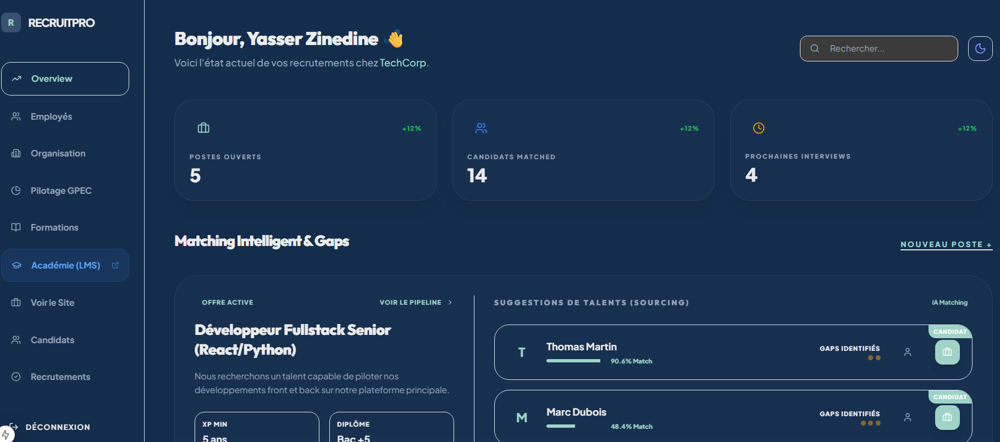 R RECRUITPRO
Overview
Employés
Organisation
Pilotage GPEC
Formations
Académie (LMS)
Voir le Site
Candidats
Recrutements
DÉCONNEXION
Bonjour, Yasser Zinedine 👋
Voici l'état actuel de vos recrutements chez TechCorp.
Rechercher...
+12%
POSTES OUVERTS
5
+12%
CANDIDATS MATCHED
14
+12%
PROCHAINES INTERVIEWS
4
Matching Intelligent & Gaps
NOUVEAU POSTE +
OFFRE ACTIVE
VOIR LE PIPELINE
Développeur Fullstack Senior
(React/Python)
Nous recherchons un talent capable de piloter nos
développements front et back sur notre plateforme principale.
XP MIN
5 ans
DIPLÔME
Bac +5
SUGGESTIONS DE TALENTS (SOURCING)
IA Matching
CANDIDAT
T
Thomas Martin
90.6% Match
GAPS IDENTIFIÉS
CANDIDAT
M
Marc Dubois
48.4% Match
GAPS IDENTIFIÉS